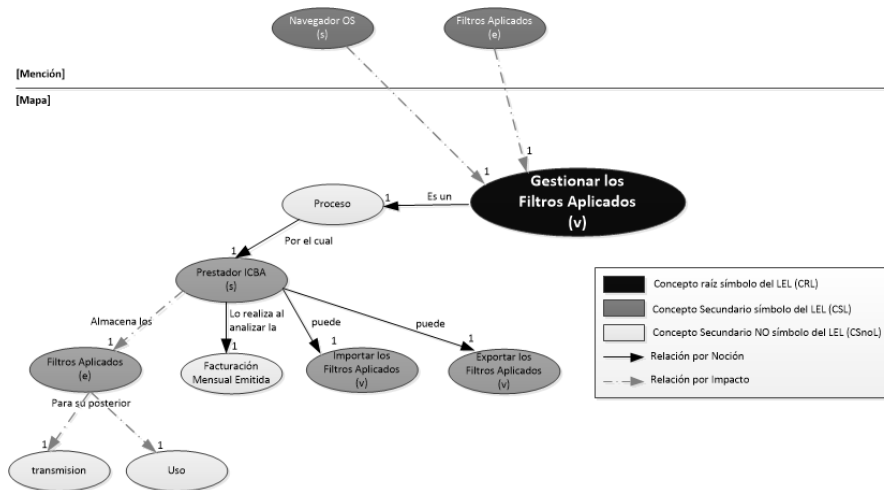 Navegador OS
(s)
Filtros Aplicados
(e)
[Mención]
[Mapa]
1
1
Gestionar los
Filtros Aplicados
(v)
Es un
1
Proceso
Por el cual
1
Prestador ICBA
(s)
Almacena los
Lo realiza al
analizar la
puede
puede
1
1
1
1
Filtros Aplicados
(e)
Facturación
Mensual Emitida
Importar los
Filtros Aplicados
(v)
Exportar los
Filtros Aplicados
(v)
Para su posterior
1
1
transmision
Uso
Concepto raíz símbolo del LEL (CRL)
Concepto Secundario símbolo del LEL (CSL)
Concepto Secundario NO símbolo del LEL (CSnoL)
Relación por Noción
Relación por Impacto